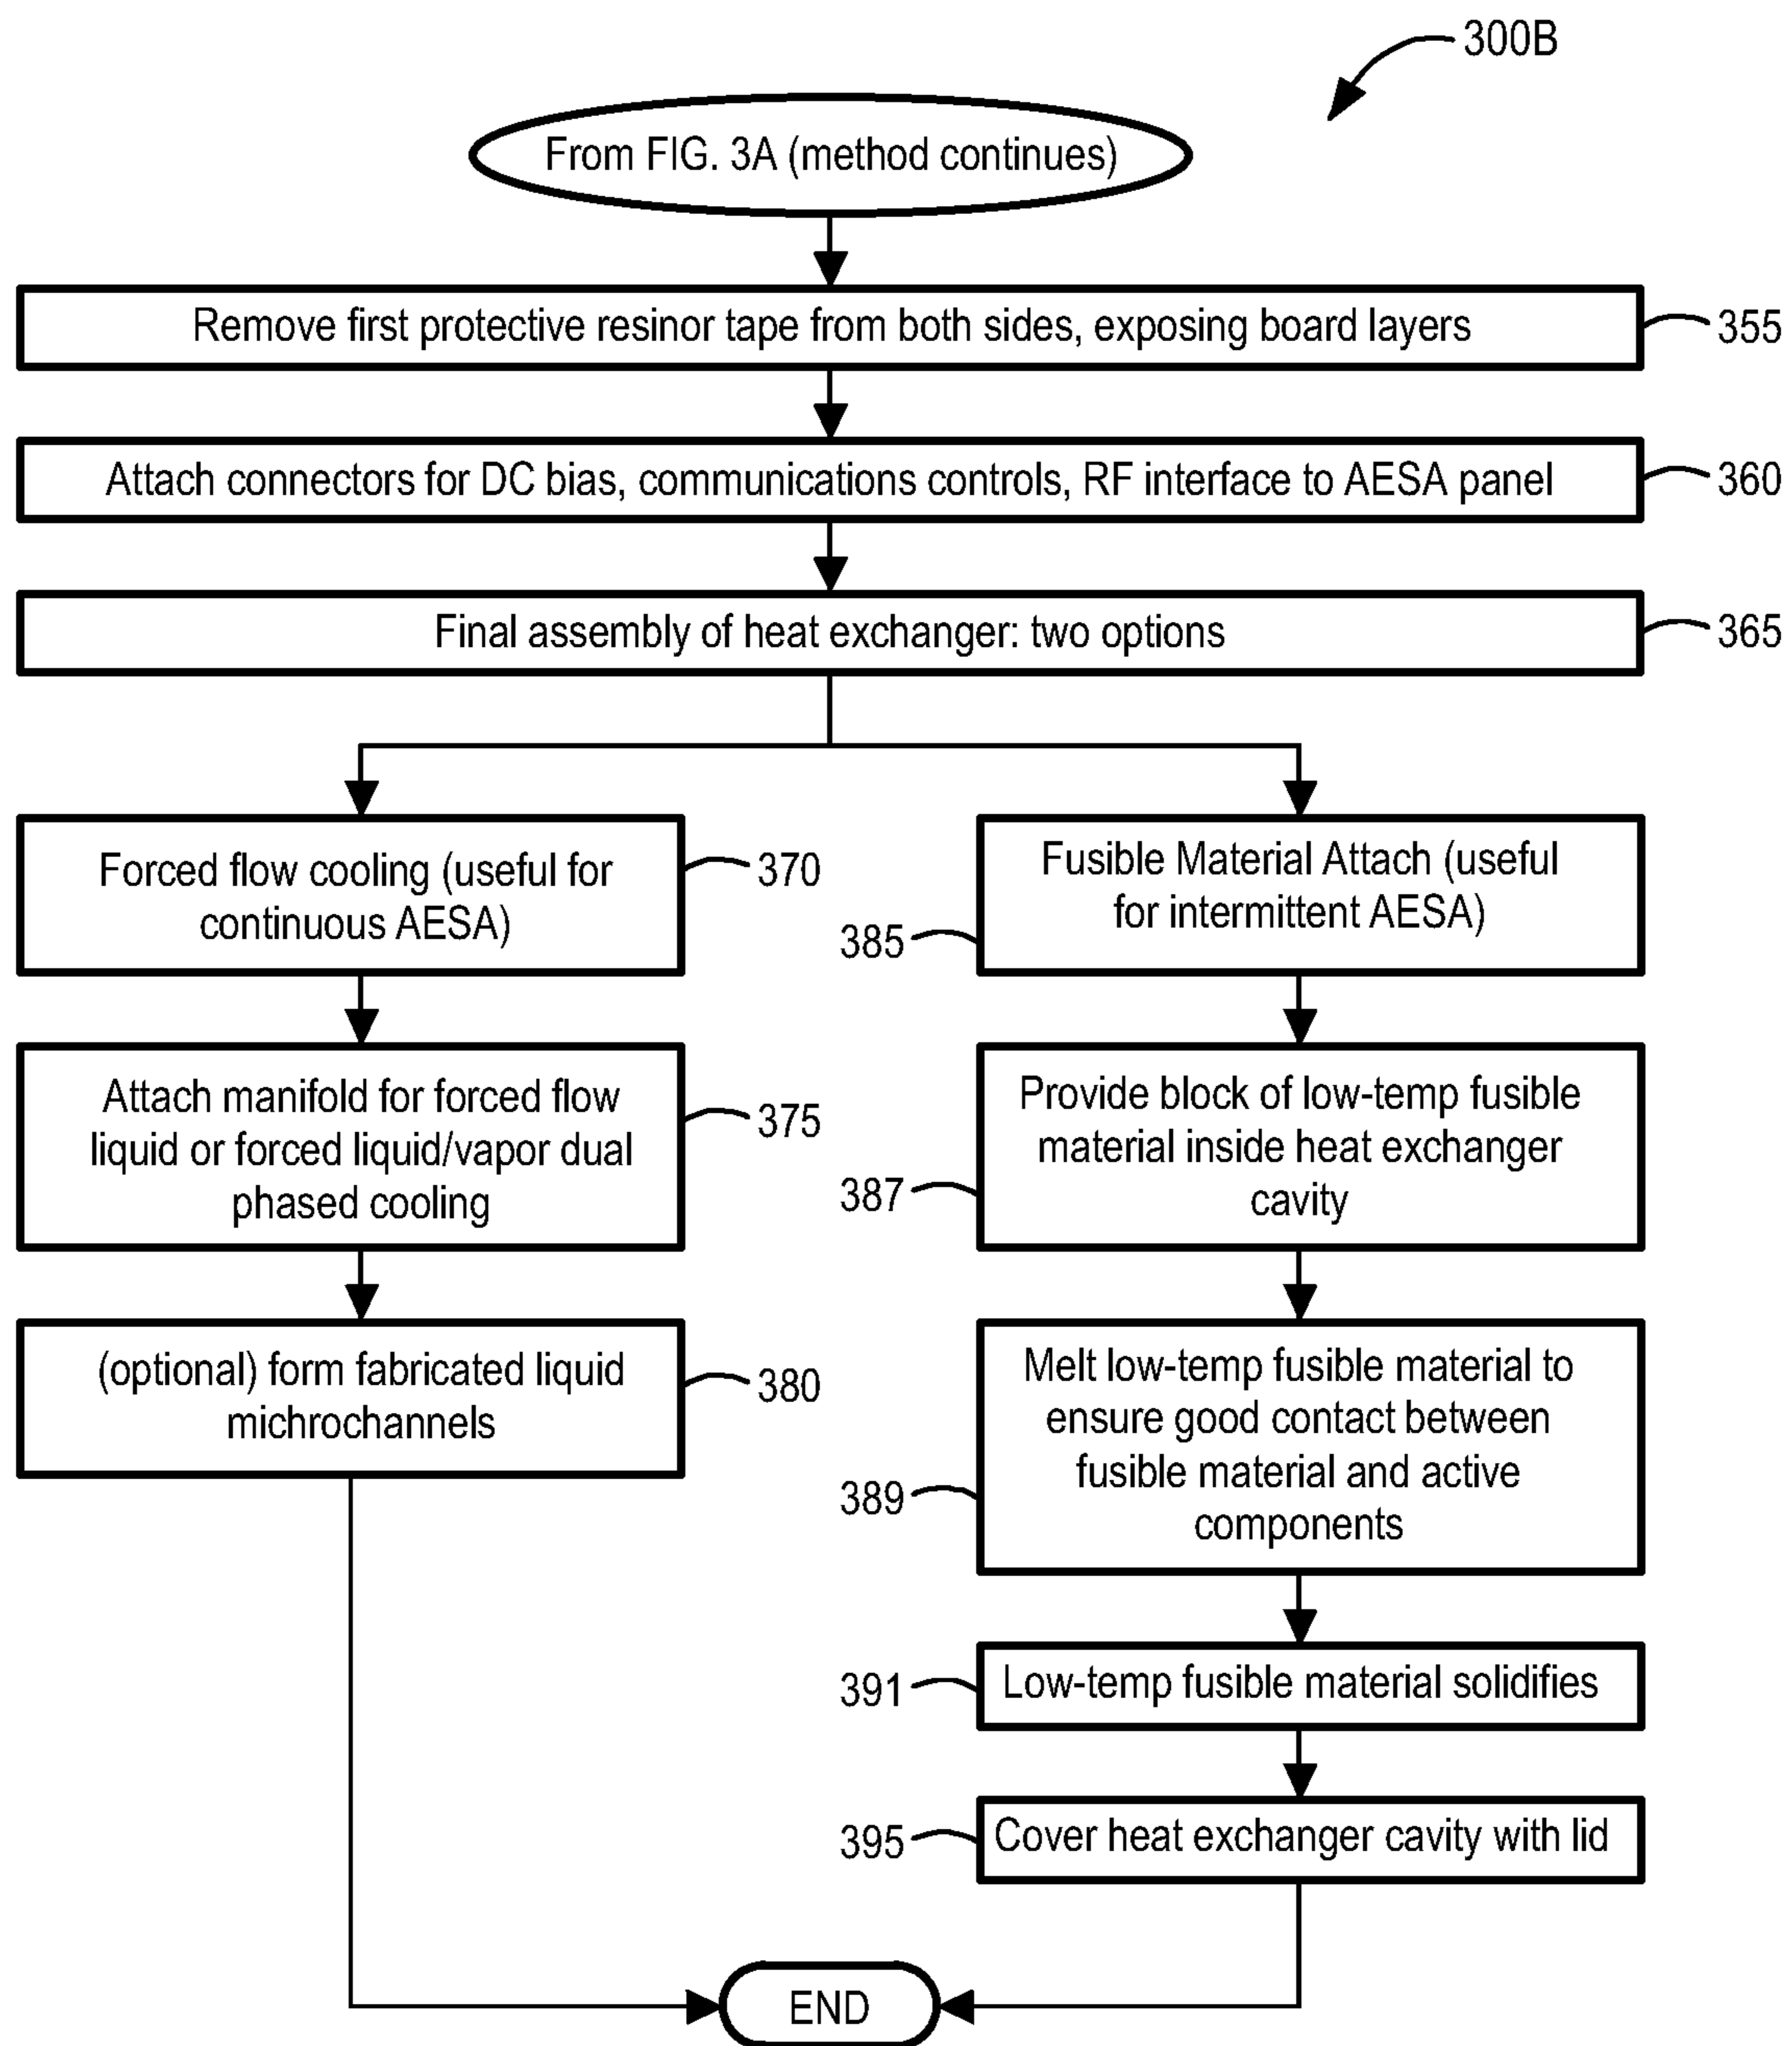 300B
From FIG. 3A (method continues)
Remove first protective resinor tape from both sides, exposing board layers
355
Attach connectors for DC bias, communications controls, RF interface to AESA panel
360
Final assembly of heat exchanger: two options
365
Forced flow cooling (useful for
continuous AESA)
370
Attach manifold for forced flow
liquid or forced liquid/vapor dual
phased cooling
375
(optional) form fabricated liquid
michrochannels
380
Fusible Material Attach (useful
for intermittent AESA)
385
Provide block of low-temp fusible
material inside heat exchanger
cavity
387
Melt low-temp fusible material to
ensure good contact between
fusible material and active
components
389
Low-temp fusible material solidifies
391
Cover heat exchanger cavity with lid
395
END